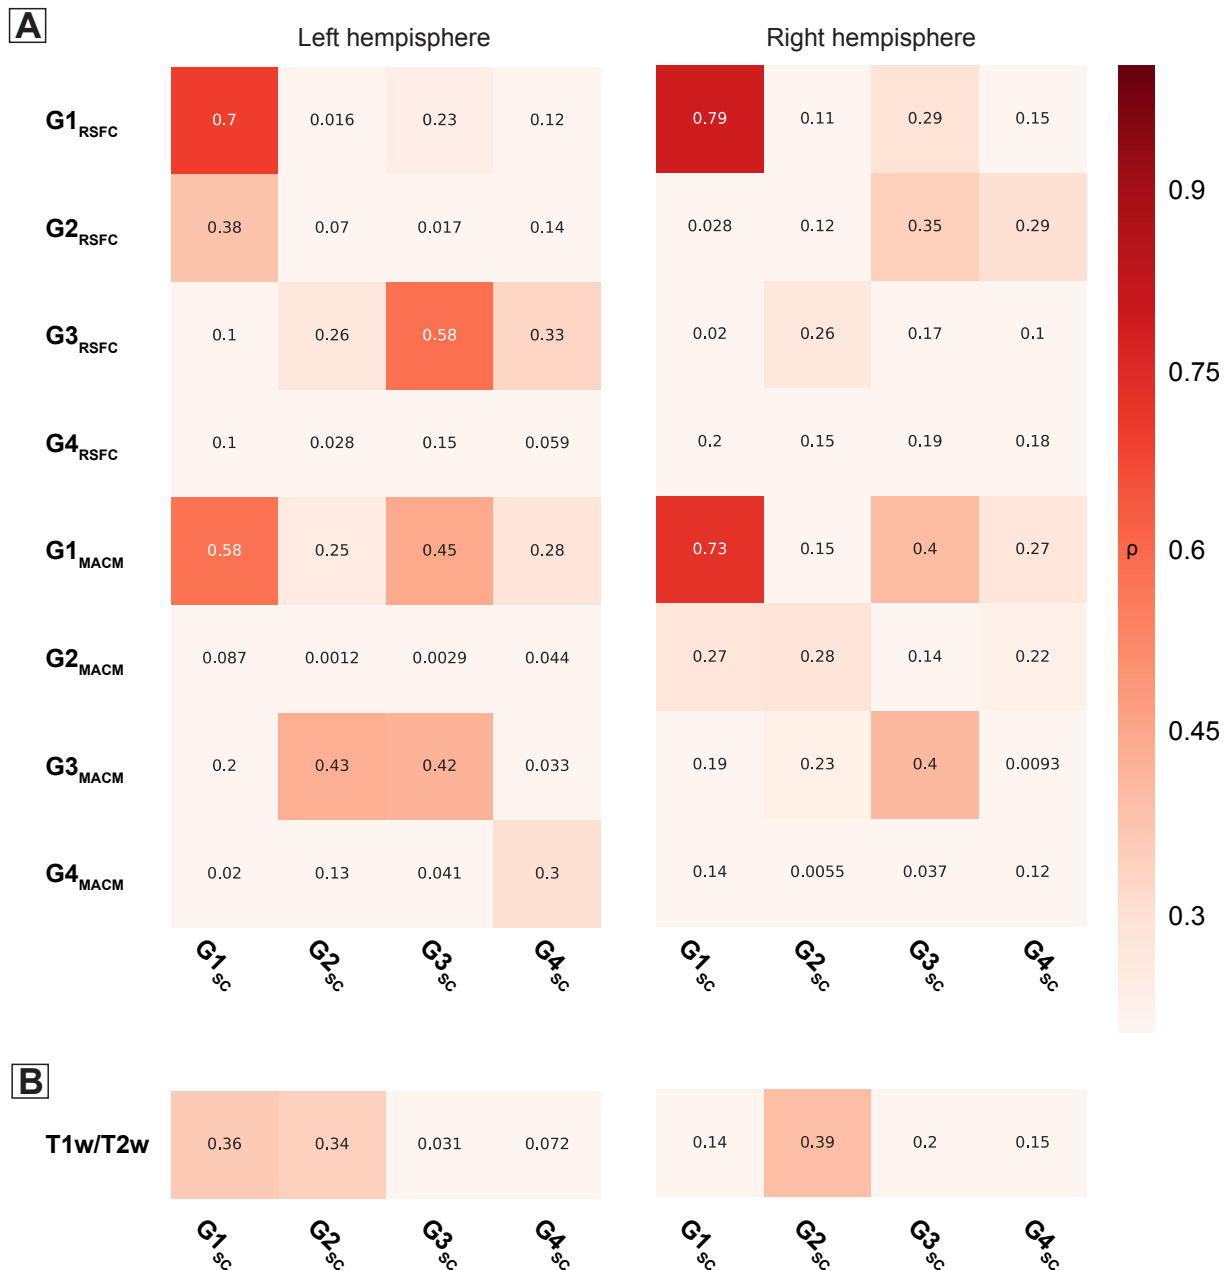 A
Left hempisphere Right hempisphere
G1RSFC 0.7 0.016 0.23 0.12 0.79 0.11 0.29 0.15
0.9
G2RSFC 0.38 0.07 0.017 0.14 0.028 0.12 0.35 0.29
G3RSFC 0.1 0.26 0.58 0.33 0.02 0.26 0.17 0.1
0.75
G4RSFC 0.1 0.028 0.15 0.059 0.2 0.15 0.19 0.18
G1MACM 0.58 0.25 0.45 0.28 0.73 0.15 0.4 0.27 ρ 0.6
G2MACM 0.087 0.0012 0.0029 0.044 0.27 0.28 0.14 0.22
0.45
G3MACM 0.2 0.43 0.42 0.033 0.19 0.23 0.4 0.0093
G4MACM 0.02 0.13 0.041 0.3 0.14 0.0055 0.037 0.12
0.3
G1SC G2SC G3SC G4SC G1SC G2SC G3SC G4SC
B
T1w/T2w 0.36 0.34 0.031 0.072 0.14 0.39 0.2 0.15
G1SC G2SC G3SC G4SC G1SC G2SC G3SC G4SC